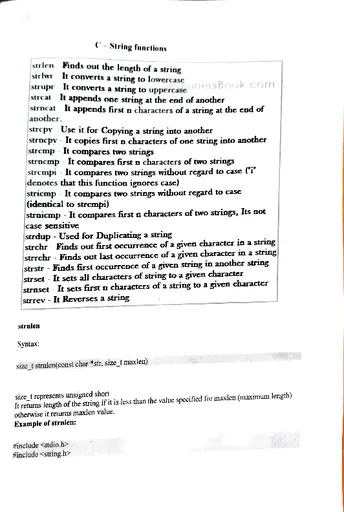 C – String functions
strlen Finds out the length of a string
strlwr It converts a string to lowercase
strupr It converts a string to uppercase
strcat It appends one string at the end of another
strncat It appends first n characters of a string at the end of
another.
strcpy Use it for Copying a string into another
strncpy - It copies first n characters of one string into another
strcmp - It compares two strings
strncmp - It compares first n characters of two strings
strcmpi - It compares two strings without regard to case ("i"
denotes that this function ignores case)
stricmp - It compares two strings without regard to case
(identical to strcmpi)
strnicmp - It compares first n characters of two strings, Its not
case sensitive
strdup - Used for Duplicating a string
strchr Finds out first occurrence of a given character in a string
strrchr - Finds out last occurrence of a given character in a string
strstr - Finds first occurrence of a given string in another string
strset - It sets all characters of string to a given character
strnset - It sets first n characters of a string to a given character
strrev - It Reverses a string
strnlen
Syntax:
size_t strnlen(const char *str, size_t maxlen)
size_t represents unsigned short
It returns length of the string if it is less than the value specified for maxlen (maximum length)
otherwise it returns maxlen value.
Example of strnlen:
#include <stdio.h>
#include <string.h>